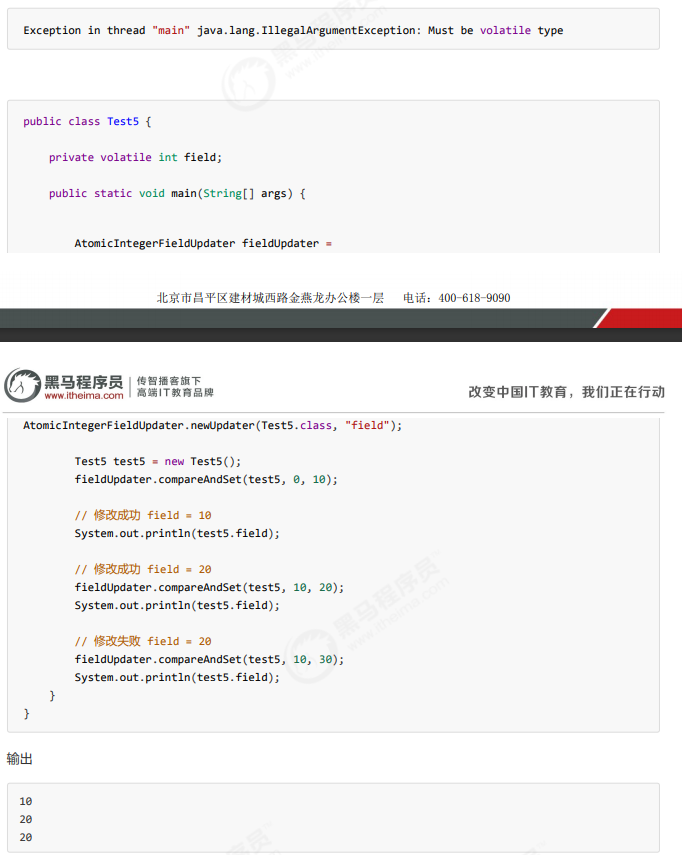 Exception in thread "main" java.lang.IllegalArgumentException: Must be volatile type
public class Test5 {
private volatile int field;
public static void main(String[] args) {
AtomicIntegerFieldUpdater fieldUpdater =
北京市昌平区建材城西路金燕龙办公楼一层 电话：400-618-9090
黑马程序员
www.itheima.com
传智播客旗下
高端IT教育品牌
改变中国IT教育，我们正在行动
AtomicIntegerFieldUpdater.newUpdater(Test5.class, "field");
Test5 test5 = new Test5();
fieldUpdater.compareAndSet(test5, 0, 10);
// 修改成功 field = 10
System.out.println(test5.field);
// 修改成功 field = 20
fieldUpdater.compareAndSet(test5, 10, 20);
System.out.println(test5.field);
// 修改失败 field = 20
fieldUpdater.compareAndSet(test5, 10, 30);
System.out.println(test5.field);
}
}
输出
10
20
20